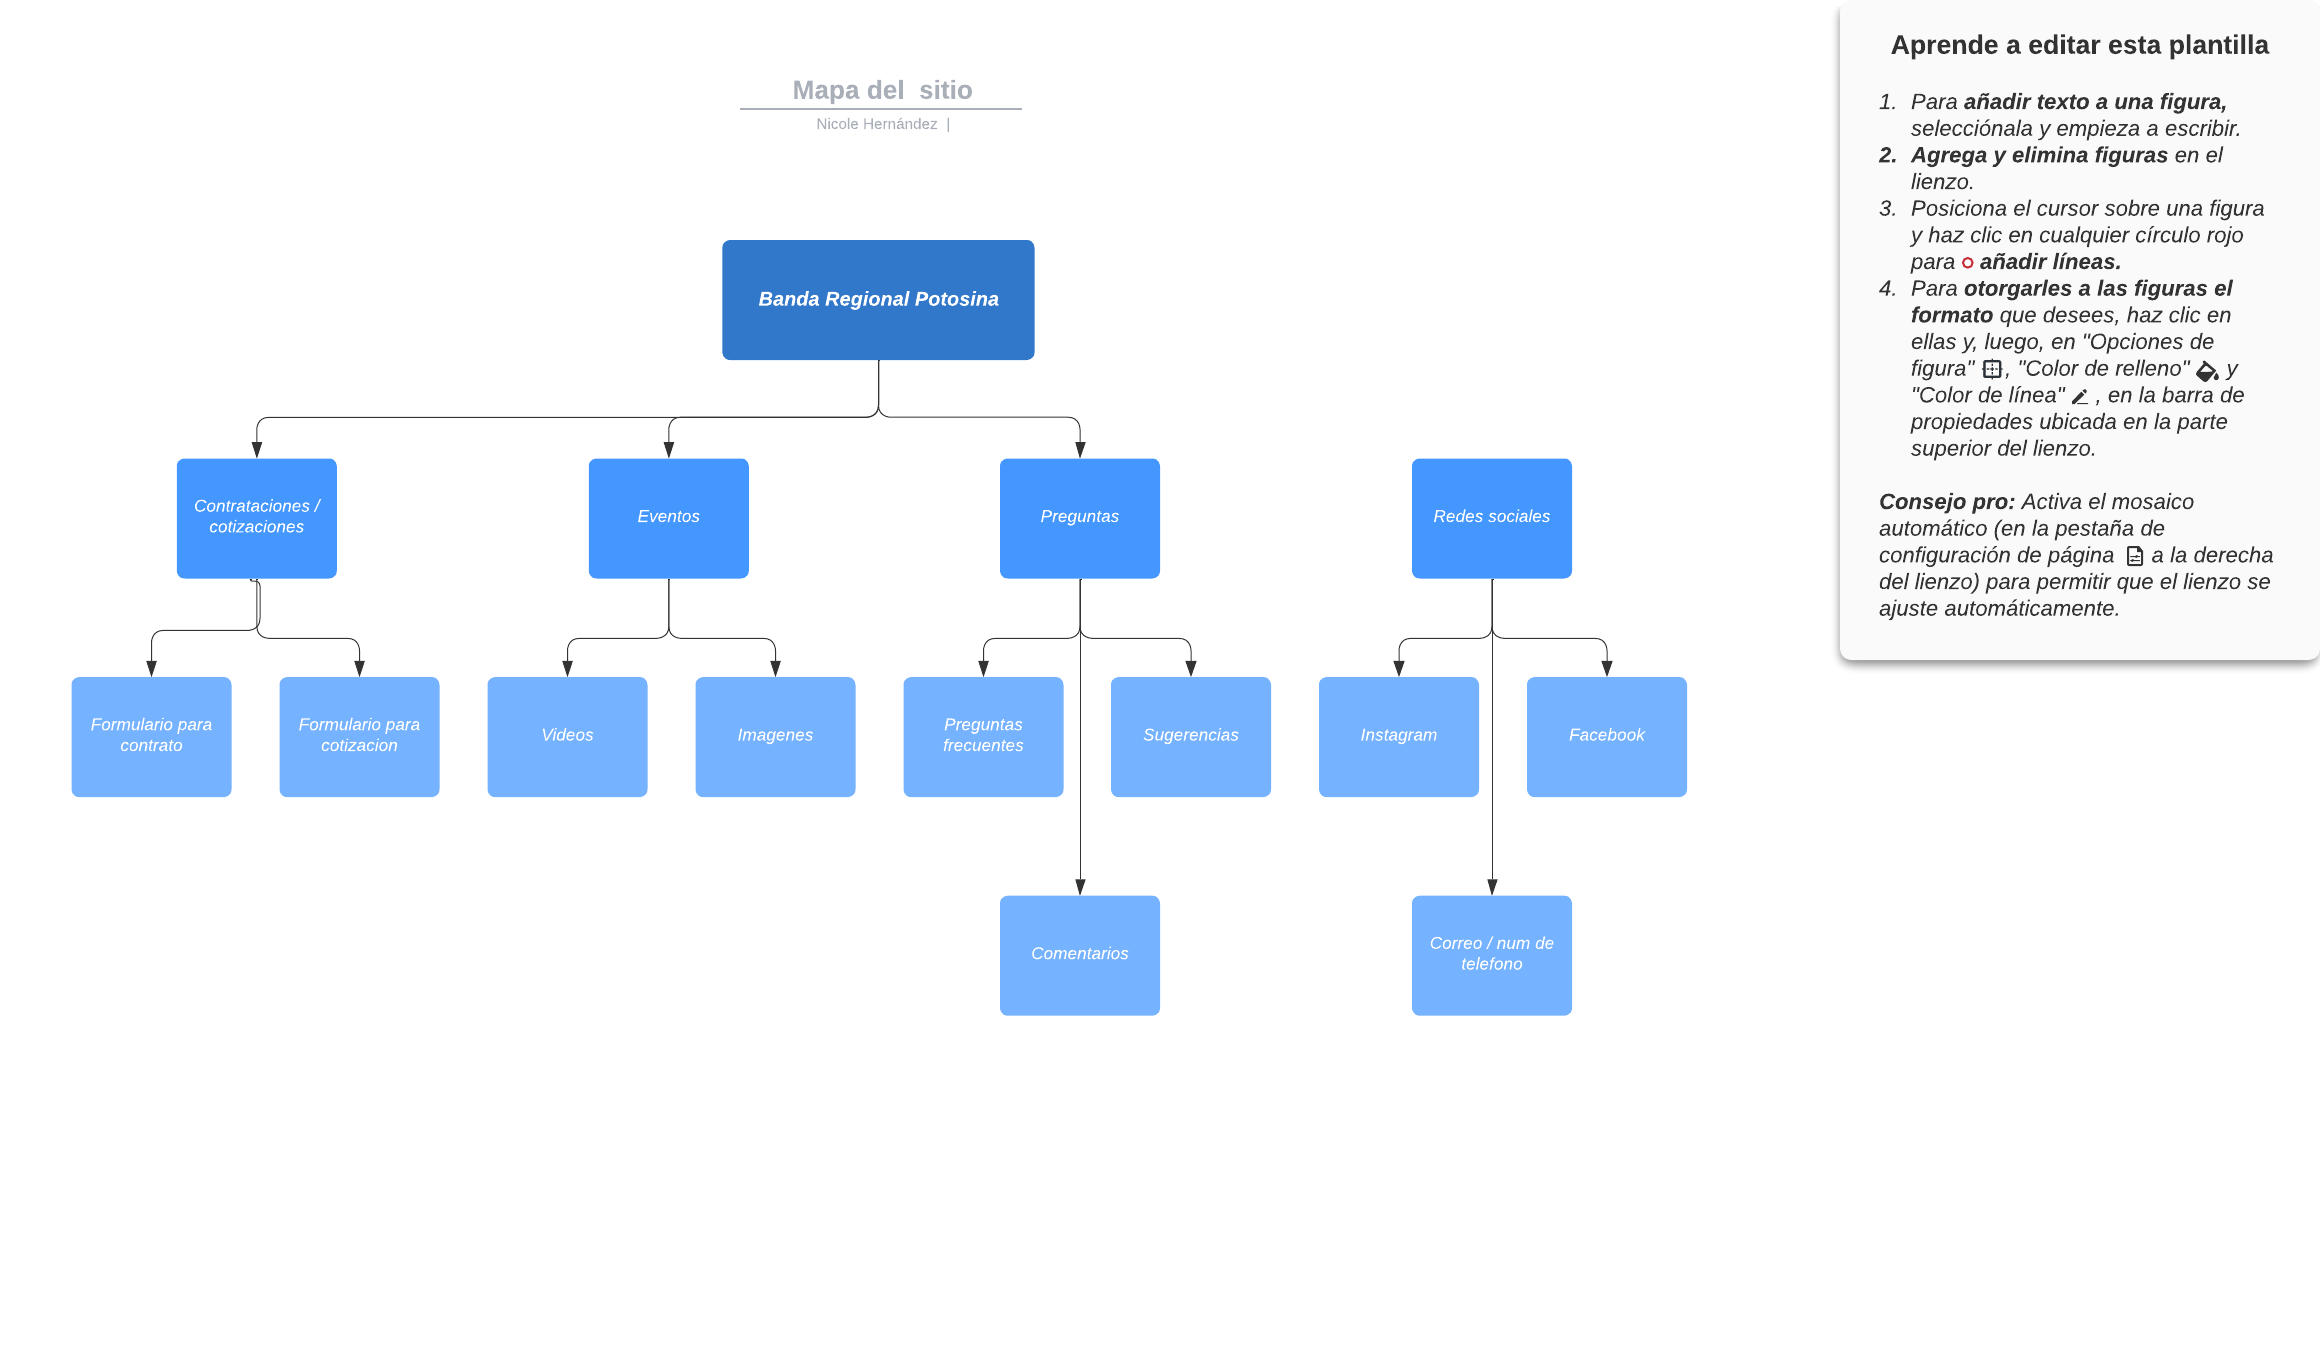 Mapa del  sitio
Nicole Hernández  |
Banda Regional Potosina
Contrataciones /
cotizaciones
Eventos
Preguntas
Redes sociales
Formulario para
contrato
Formulario para
cotizacion
Videos
Imagenes
Preguntas
frecuentes
Sugerencias
Instagram
Facebook
Comentarios
Correo / num de
telefono
Aprende a editar esta plantilla
1. Para añadir texto a una figura,
selecciónala y empieza a escribir.
2. Agrega y elimina figuras en el
lienzo.
3. Posiciona el cursor sobre una figura
y haz clic en cualquier círculo rojo
para añadir líneas.
4. Para otorgarles a las figuras el
formato que desees, haz clic en
ellas y, luego, en "Opciones de
figura" , "Color de relleno" y
"Color de línea" , en la barra de
propiedades ubicada en la parte
superior del lienzo.
Consejo pro: Activa el mosaico
automático (en la pestaña de
configuración de página a la derecha
del lienzo) para permitir que el lienzo se
ajuste automáticamente.